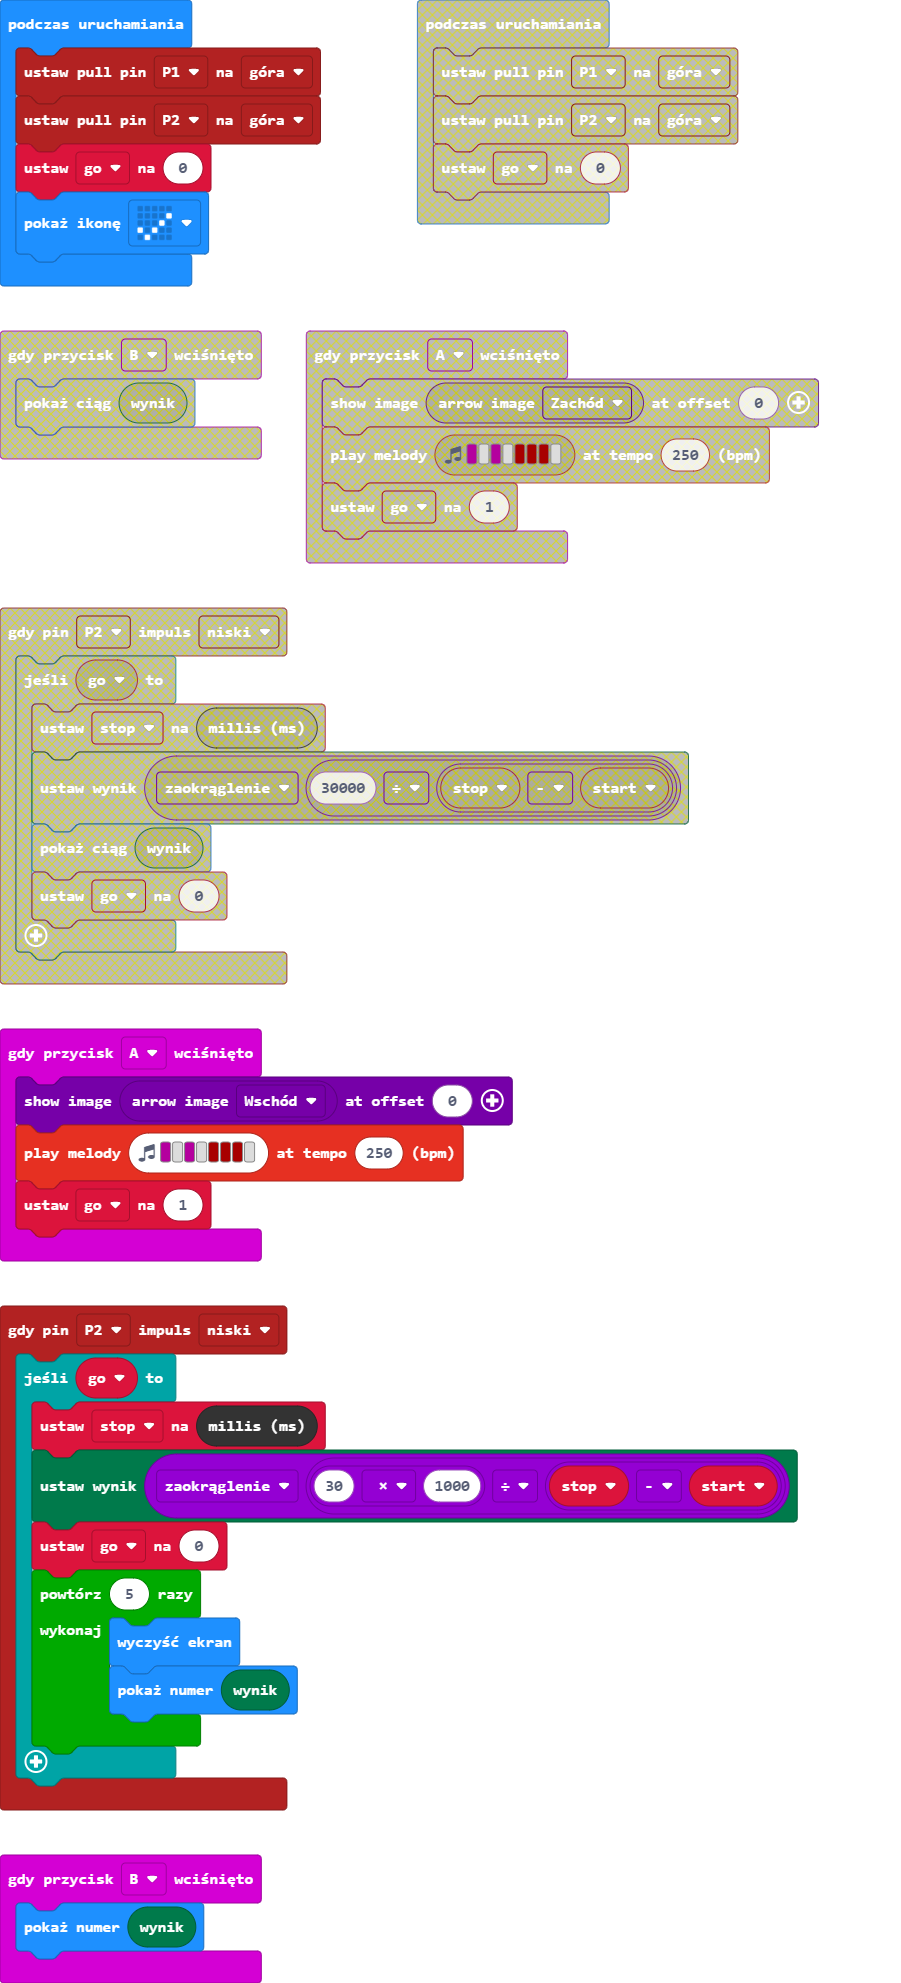 podczas uruchamiania
ustaw pull pin P1 na góra
ustaw pull pin P2 na góra
ustaw go na 0
pokaż ikonę
podczas uruchamiania
ustaw pull pin P1 na góra
ustaw pull pin P2 na góra
ustaw go na 0
gdy przycisk B wciśnięto
pokaż ciąg wynik
gdy przycisk A wciśnięto
show image arrow image Zachód at offset 0
play melody at tempo 250 (bpm)
ustaw go na 1
gdy pin P2 impuls niski
jeśli go to
ustaw stop na millis (ms)
ustaw wynik zaokrąglenie 30000 ÷ stop - start
pokaż ciąg wynik
ustaw go na 0
gdy przycisk A wciśnięto
show image arrow image Wschód at offset 0
play melody at tempo 250 (bpm)
ustaw go na 1
gdy pin P2 impuls niski
jeśli go to
ustaw stop na millis (ms)
ustaw wynik zaokrąglenie 30 × 1000 ÷ stop - start
ustaw go na 0
powtórz 5 razy
wykonaj
wyczyść ekran
pokaż numer wynik
gdy przycisk B wciśnięto
pokaż numer wynik